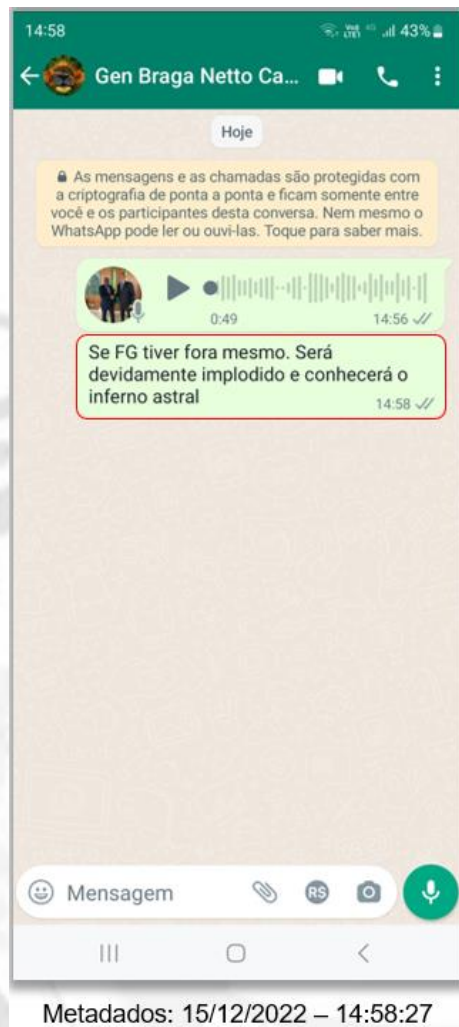 14:58
43%
Gen Braga Netto Ca...
Hoje
As mensagens e as chamadas são protegidas com
a criptografia de ponta a ponta e ficam somente entre
você e os participantes desta conversa. Nem mesmo o
WhatsApp pode ler ou ouvi-las. Toque para saber mais.
0:49 14:56
Se FG tiver fora mesmo. Será
devidamente implodido e conhecerá o
inferno astral
14:58
Mensagem RS
Metadados: 15/12/2022 – 14:58:27